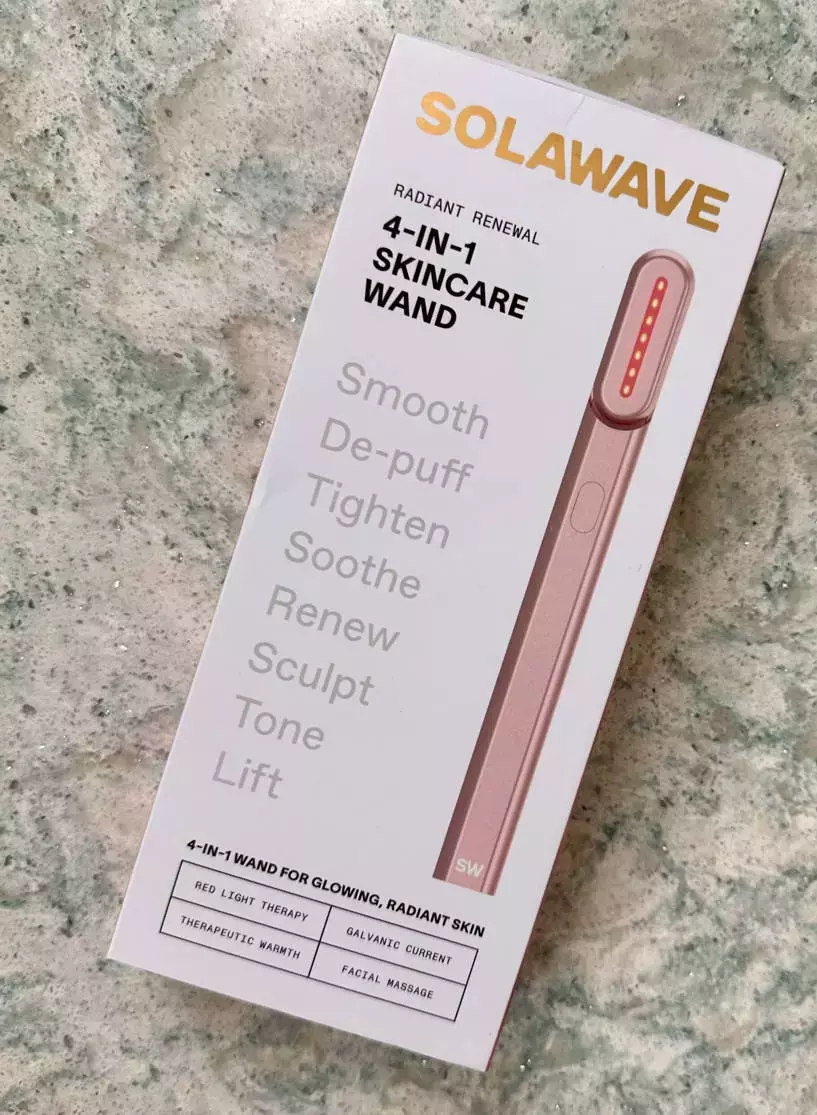 SOLAWAVE
RADIANT RENEWAL
4-IN-1
SKINCARE
WAND
Smooth
De-puff
Tighten
Soothe
Renew
Sculpt
Tone
Lift
SW
4-IN-1 WAND FOR GLOWING, RADIANT SKIN
RED LIGHT THERAPY
GALVANIC CURRENT
THERAPEUTIC WARMTH
FACIAL MASSAGE